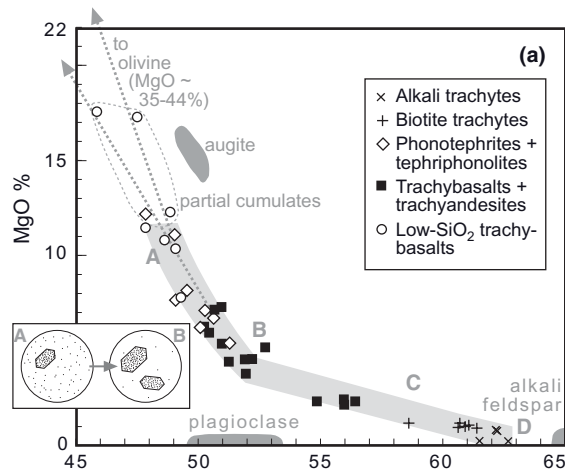 22
15
10
0
MgO %
45
50
55
60
65
(a)
to
olivine
(MgO ~
35-44%)
augite
partial cumulates
A
B
C
D
plagioclase
alkali
feldspar
A
B
Alkali trachytes
Biotite trachytes
Phonotephrites +
tephriphonolites
Trachybasalts +
trachyandesites
Low-SiO₂ trachy-
basalts